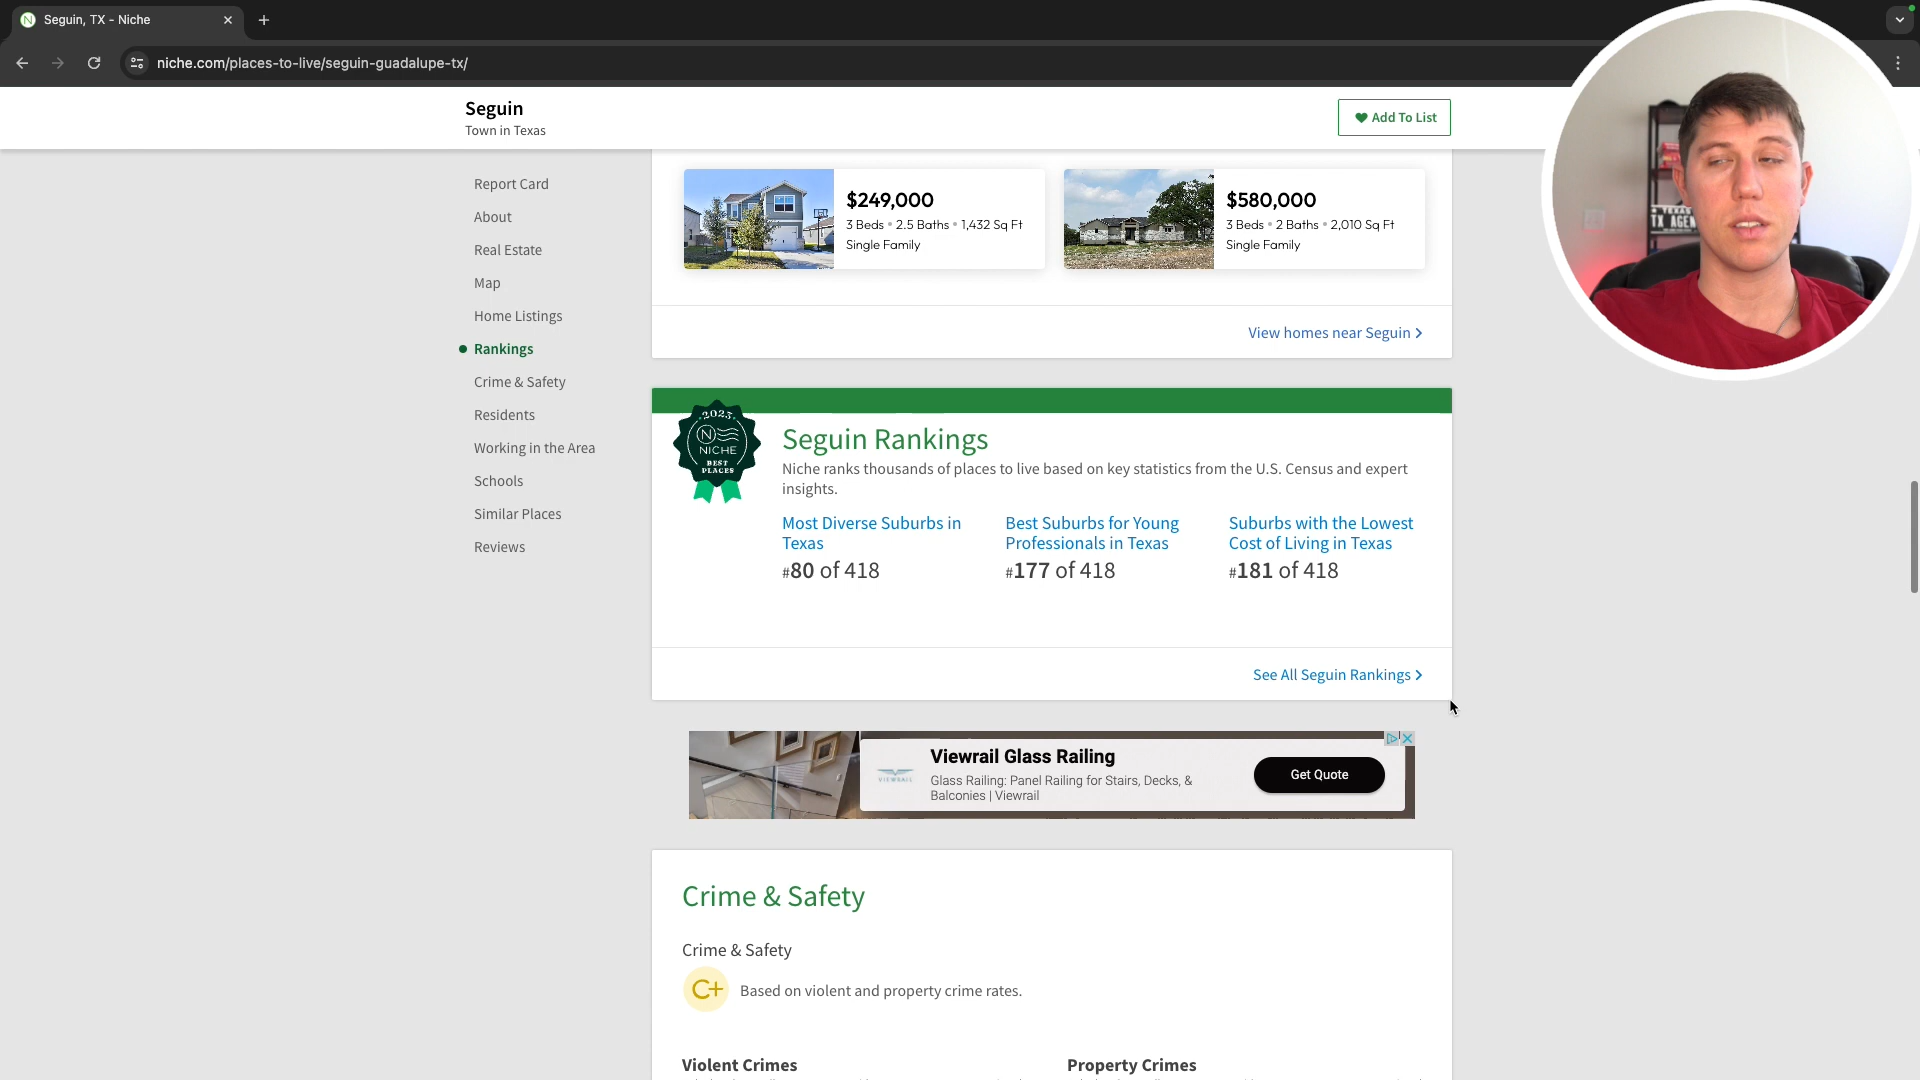 Seguin, TX - Niche
niche.com/places-to-live/seguin-guadalupe-tx/
Seguin
Town in Texas
Add To List
Report Card
About
Real Estate
Map
Home Listings
Rankings
Crime & Safety
Residents
Working in the Area
Schools
Similar Places
Reviews
$249,000
3 Beds • 2.5 Baths • 1,432 Sq Ft
Single Family
$580,000
3 Beds • 2 Baths • 2,010 Sq Ft
Single Family
View homes near Seguin
2025
N
NICHE
BEST
PLACES
Seguin Rankings
Niche ranks thousands of places to live based on key statistics from the U.S. Census and expert
insights.
Most Diverse Suburbs in
Texas
#80 of 418
Best Suburbs for Young
Professionals in Texas
#177 of 418
Suburbs with the Lowest
Cost of Living in Texas
#181 of 418
See All Seguin Rankings
VIEWRAIL
Viewrail Glass Railing
Glass Railing: Panel Railing for Stairs, Decks, &
Balconies | Viewrail
Get Quote
Crime & Safety
Crime & Safety
C+
Based on violent and property crime rates.
Violent Crimes
Property Crimes
TEXAS
TX AGEN